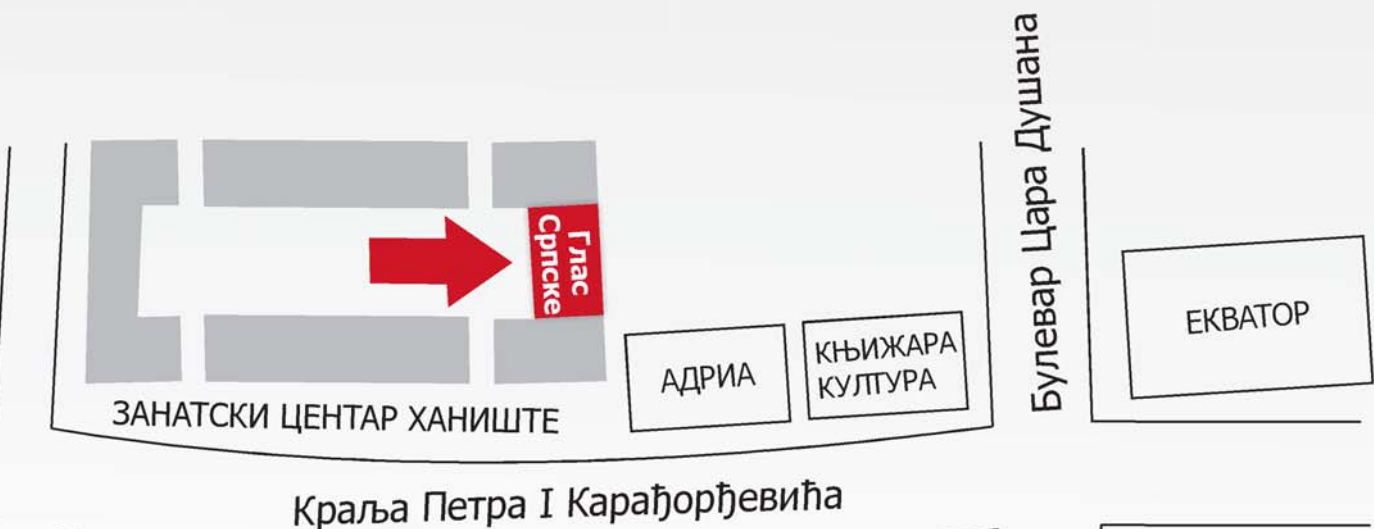 Булевар Цара Душана
Глас
Српске
АДРИА
КЊИЖАРА
КУЛТУРА
ЕКВАТОР
ЗАНАТСКИ ЦЕНТАР ХАНИШТЕ
Краља Петра I Карађорђевића